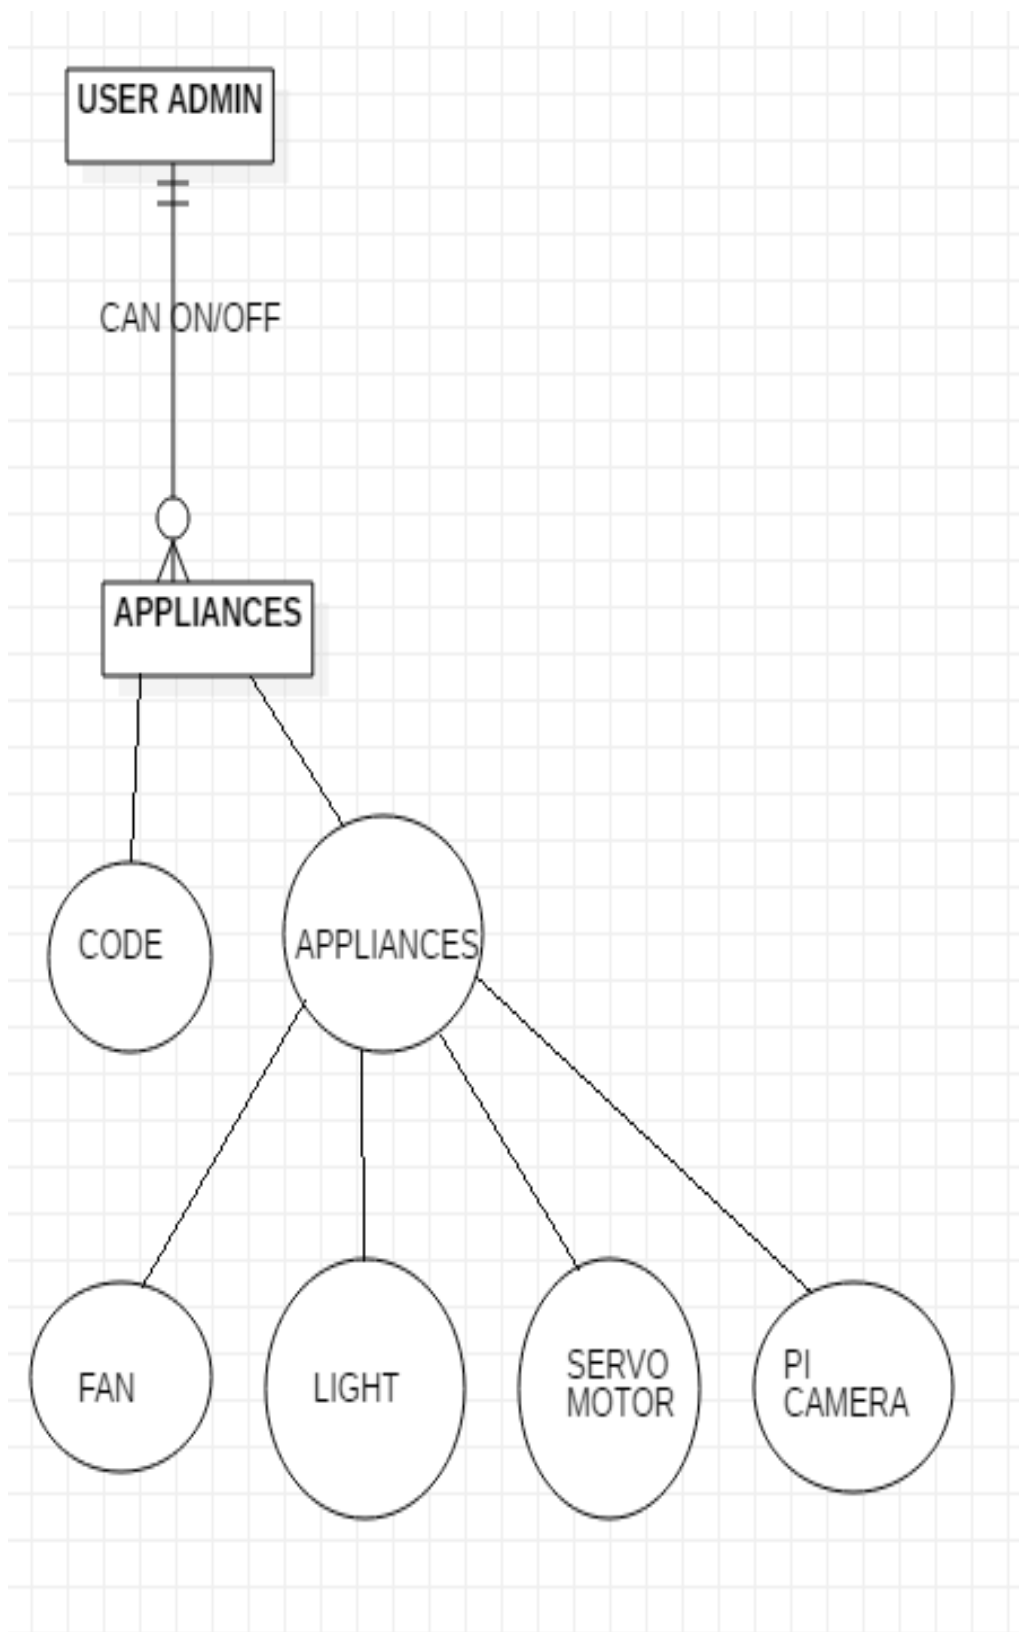 USER ADMIN
CAN ON/OFF
APPLIANCES
CODE
APPLIANCES
FAN
LIGHT
SERVO
MOTOR
PI
CAMERA